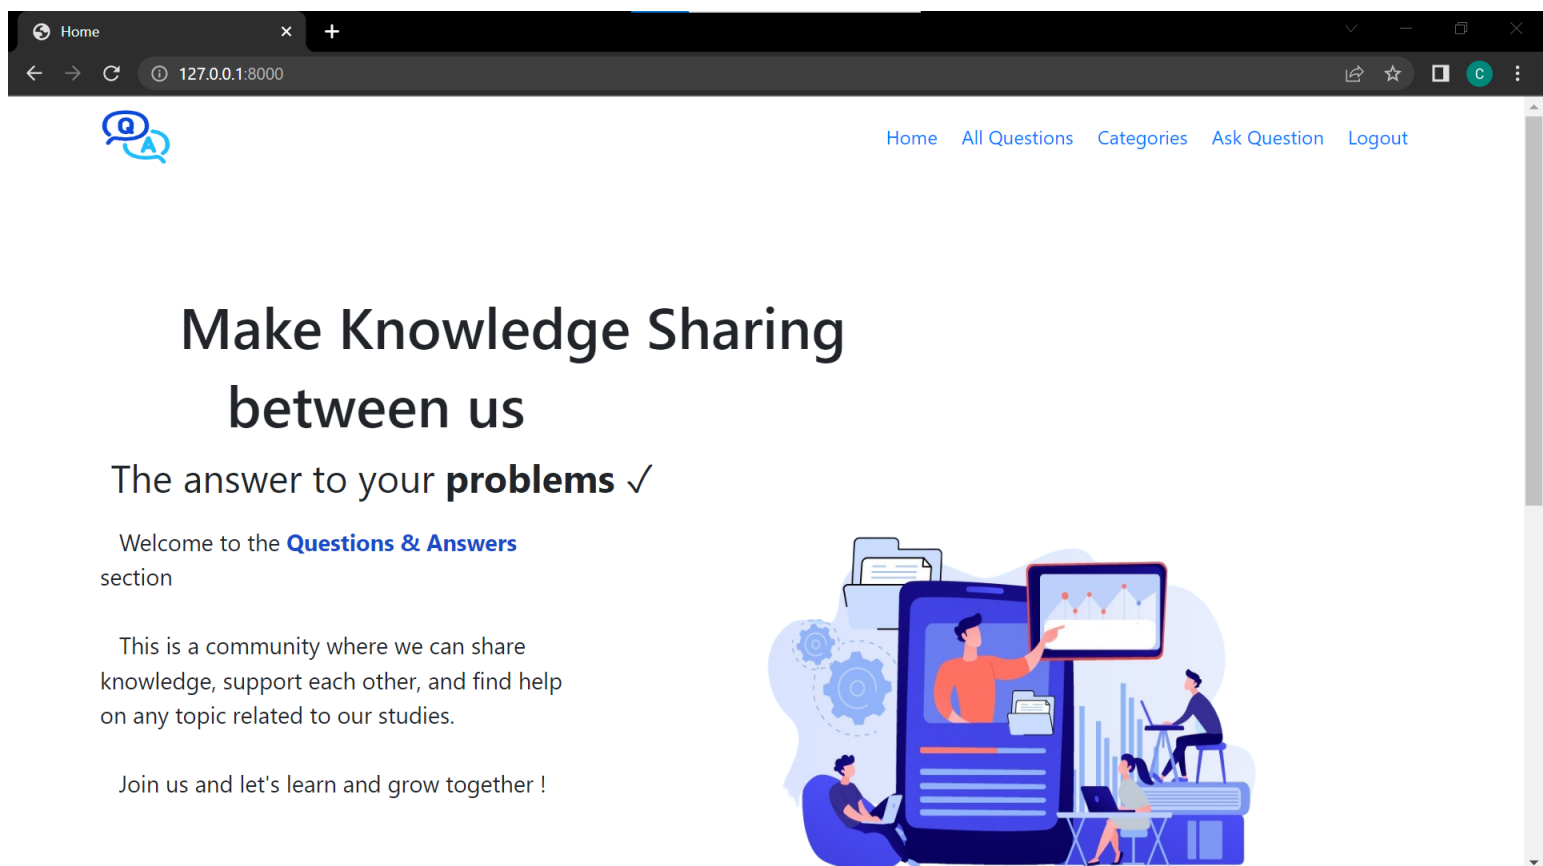 Home
127.0.0.1:8000
C
Q
A
Home All Questions Categories Ask Question Logout
Make Knowledge Sharing
between us
The answer to your problems ✓
Welcome to the Questions & Answers
section
This is a community where we can share
knowledge, support each other, and find help
on any topic related to our studies.
Join us and let's learn and grow together !